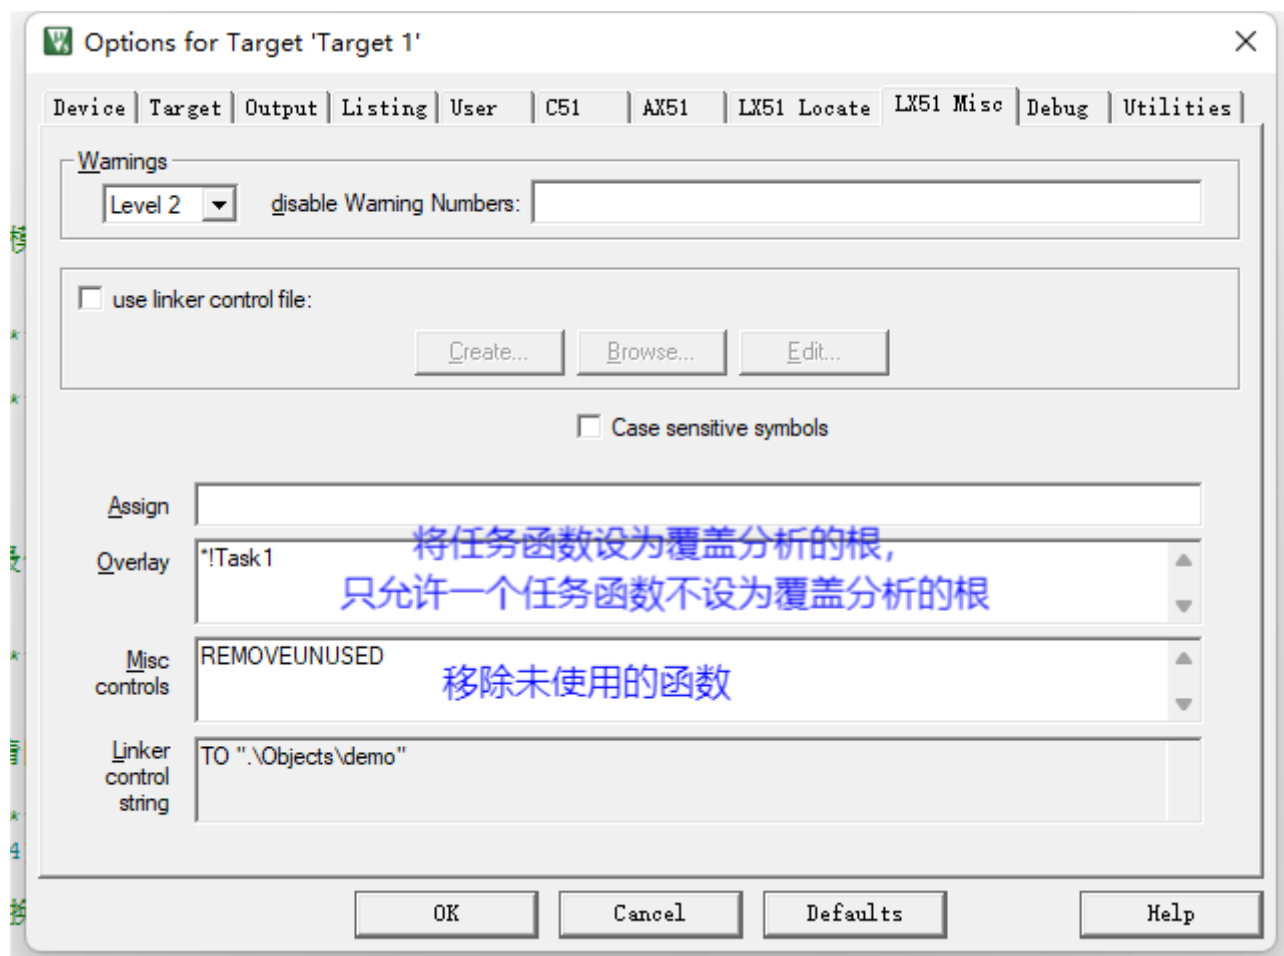 Options for Target 'Target 1'
Device Target Output Listing User C51 AX51 LX51 Locate LX51 Misc Debug Utilities
Warnings
Level 2 disable Warning Numbers:
use linker control file:
Create... Browse... Edit...
Case sensitive symbols
Assign
将任务函数设为覆盖分析的根，
Overlay *!Task1
只允许一个任务函数不设为覆盖分析的根
Misc controls REMOVEUNUSED
移除未使用的函数
Linker control string TO ".\Objects\demo"
OK Cancel Defaults Help